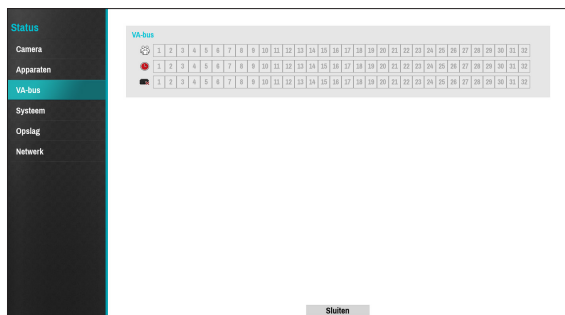 Status
Camera
Apparaten
VA-bus
Systeem
Opslag
Netwerk
VA-bus
1 2 3 4 5 6 7 8 9 10 11 12 13 14 15 16 17 18 19 20 21 22 23 24 25 26 27 28 29 30 31 32
1 2 3 4 5 6 7 8 9 10 11 12 13 14 15 16 17 18 19 20 21 22 23 24 25 26 27 28 29 30 31 32
1 2 3 4 5 6 7 8 9 10 11 12 13 14 15 16 17 18 19 20 21 22 23 24 25 26 27 28 29 30 31 32
Sluiten